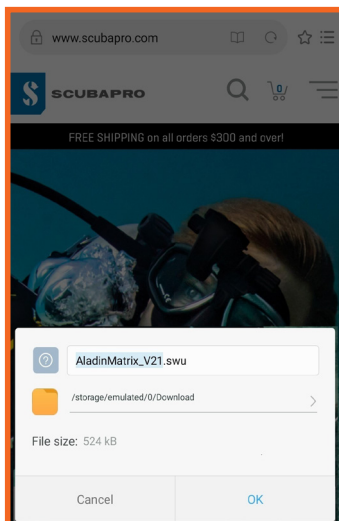 www.scubapro.com
S SCUBAPRO
0
FREE SHIPPING on all orders $300 and over!
AladinMatrix_V21.swu
/storage/emulated/0/Download
File size: 524 kB
Cancel
OK